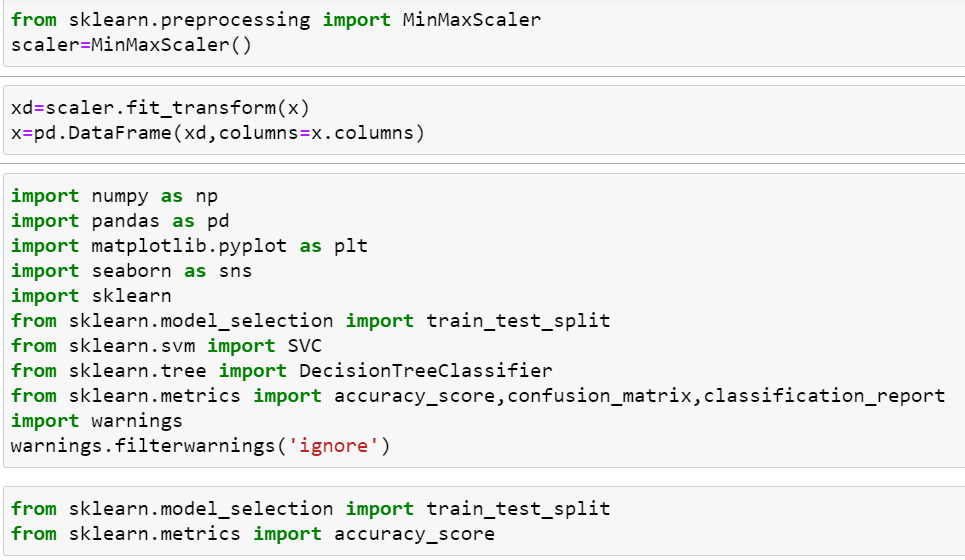 from sklearn.preprocessing import MinMaxScaler
scaler=MinMaxScaler()
xd=scaler.fit_transform(x)
x=pd.DataFrame(xd,columns=x.columns)
import numpy as np
import pandas as pd
import matplotlib.pyplot as plt
import seaborn as sns
import sklearn
from sklearn.model_selection import train_test_split
from sklearn.svm import SVC
from sklearn.tree import DecisionTreeClassifier
from sklearn.metrics import accuracy_score,confusion_matrix,classification_report
import warnings
warnings.filterwarnings('ignore')
from sklearn.model_selection import train_test_split
from sklearn.metrics import accuracy_score